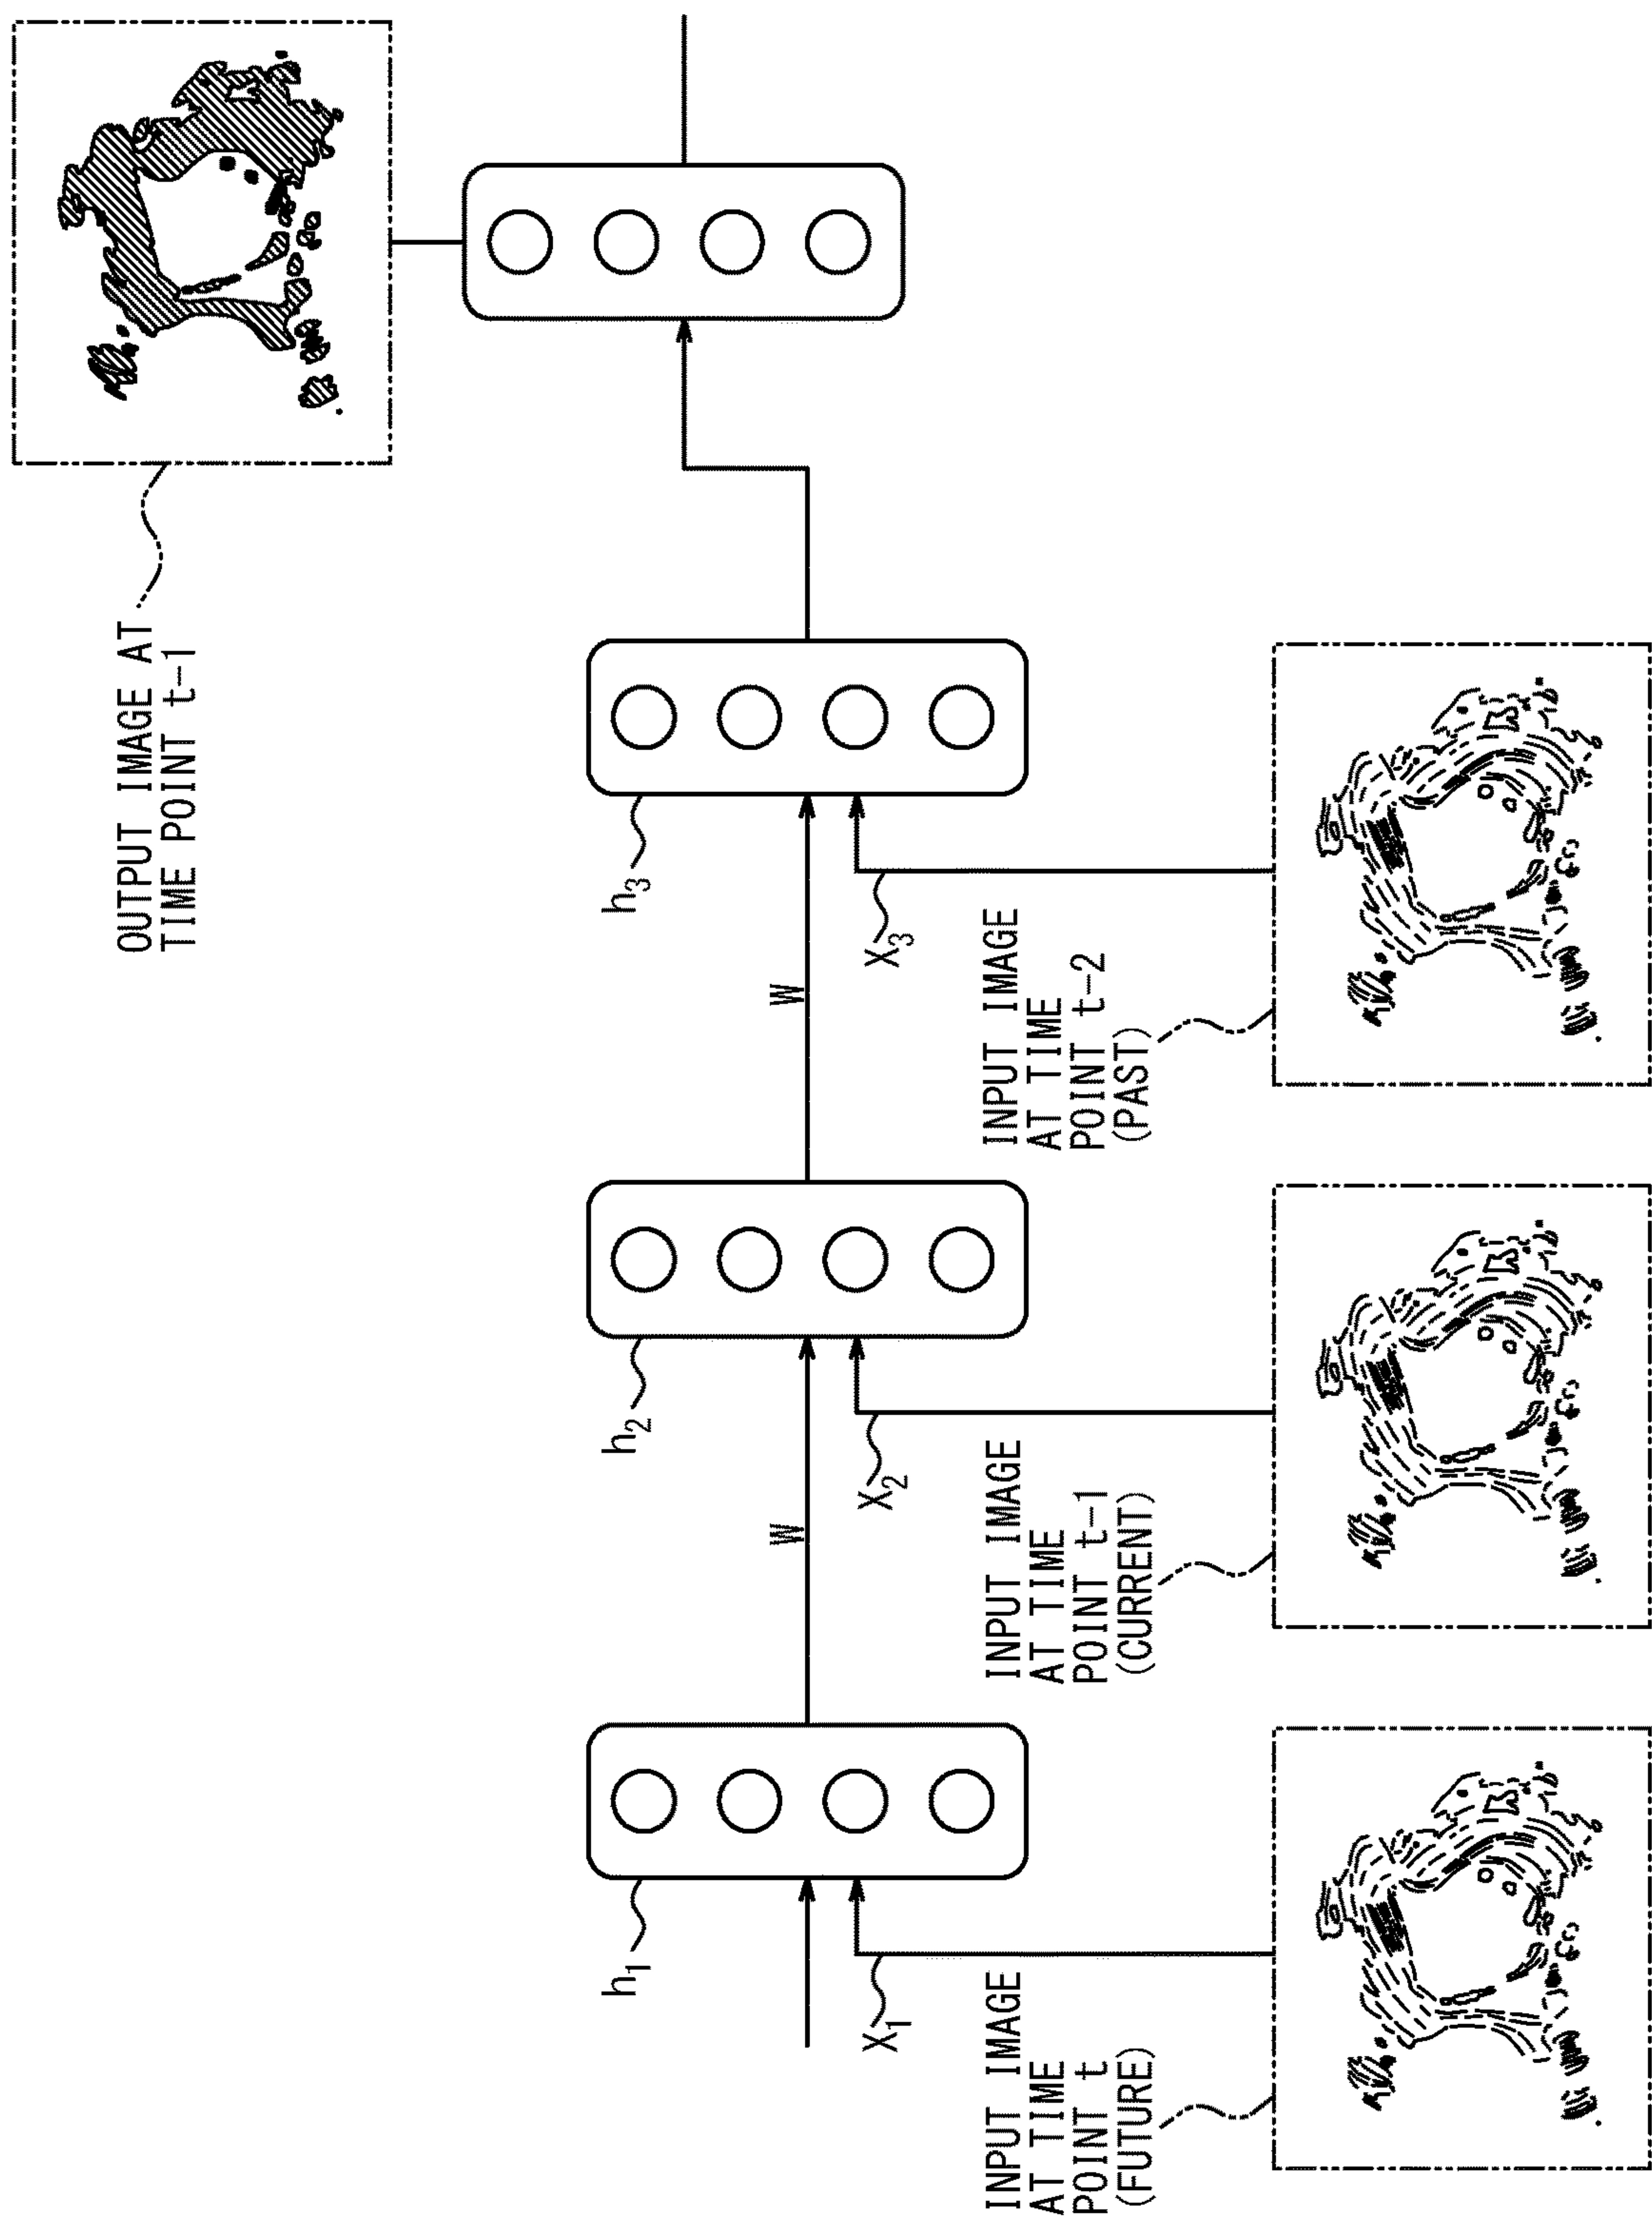 OUTPUT IMAGE AT
TIME POINT t-1
h1
W
h2
W
h3
X1
X2
X3
INPUT IMAGE
AT TIME
POINT t
(FUTURE)
INPUT IMAGE
AT TIME
POINT t-1
(CURRENT)
INPUT IMAGE
AT TIME
POINT t-2
(PAST)